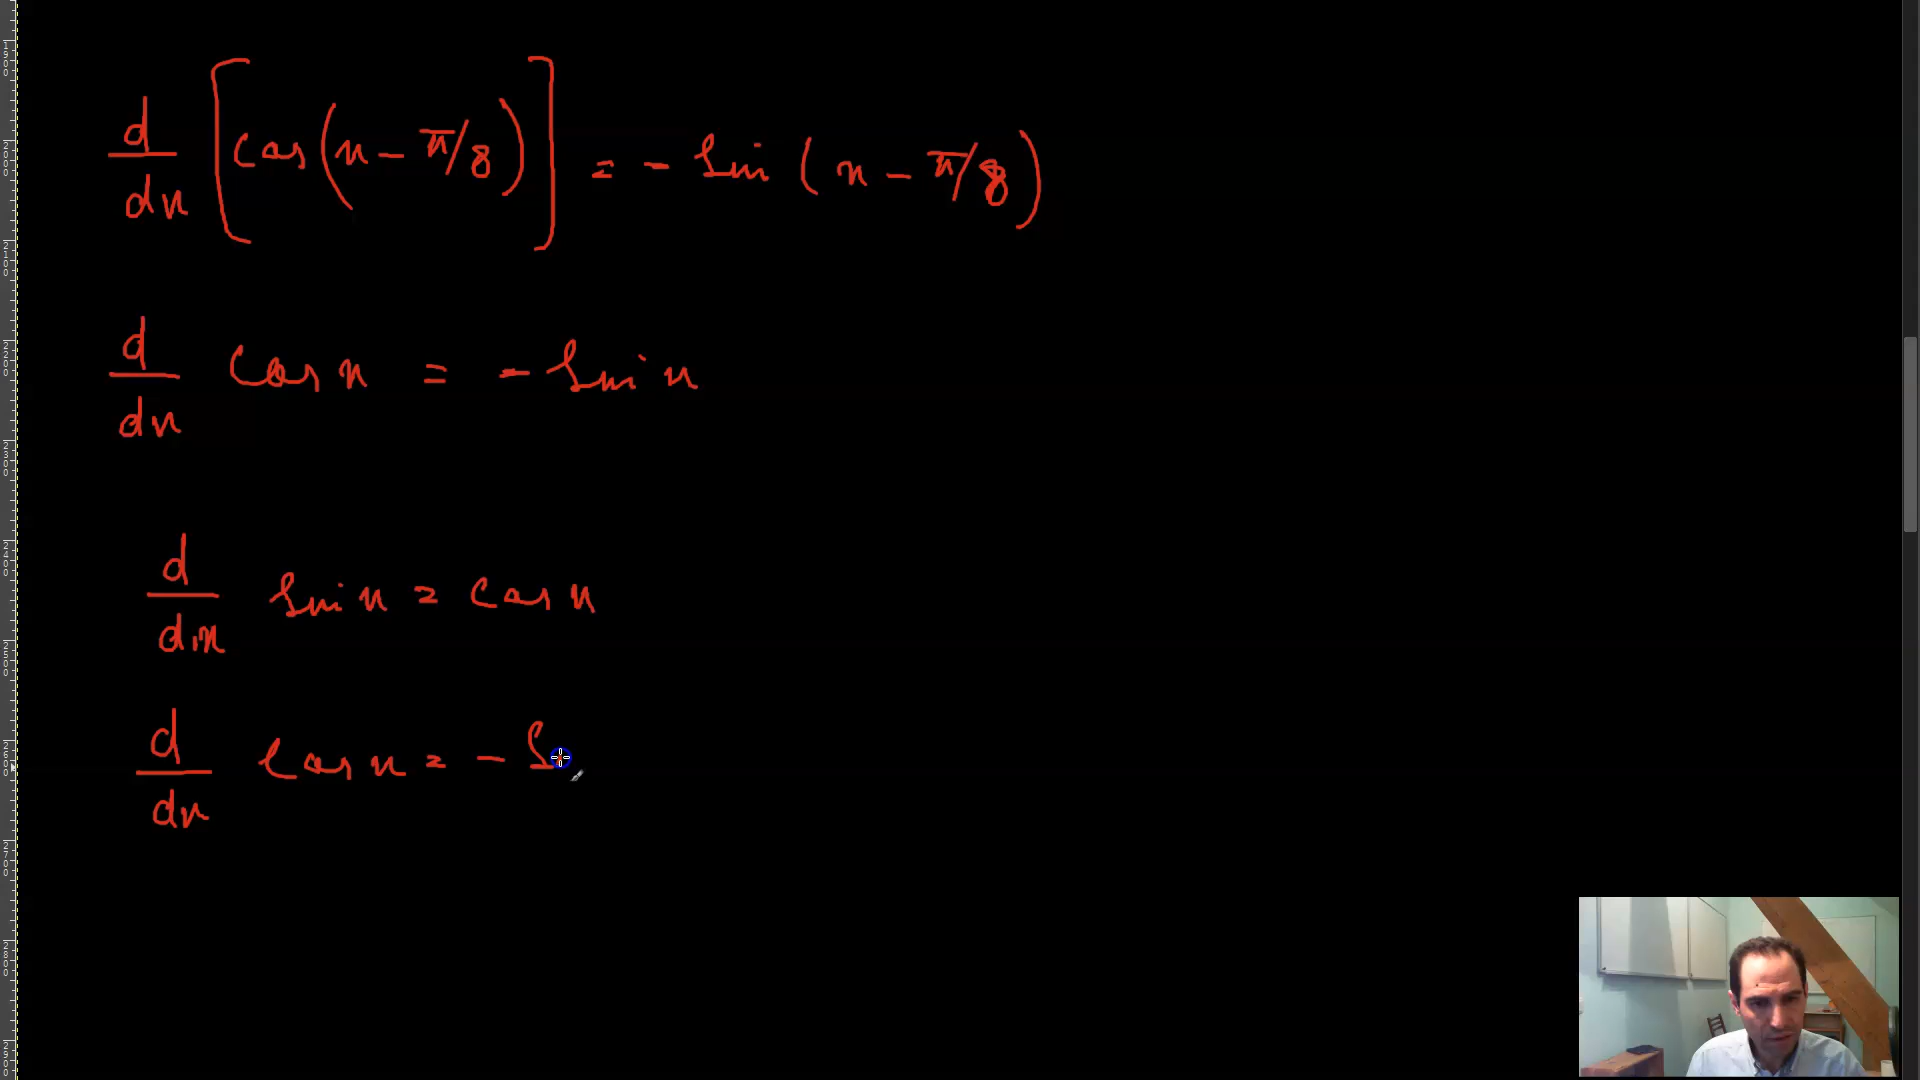 d/dx [cos(x - π/8)] = - sin(x - π/8)
d/dx cos x = - sin x
d/dx sin x = cos x
d/dx cos x = - S